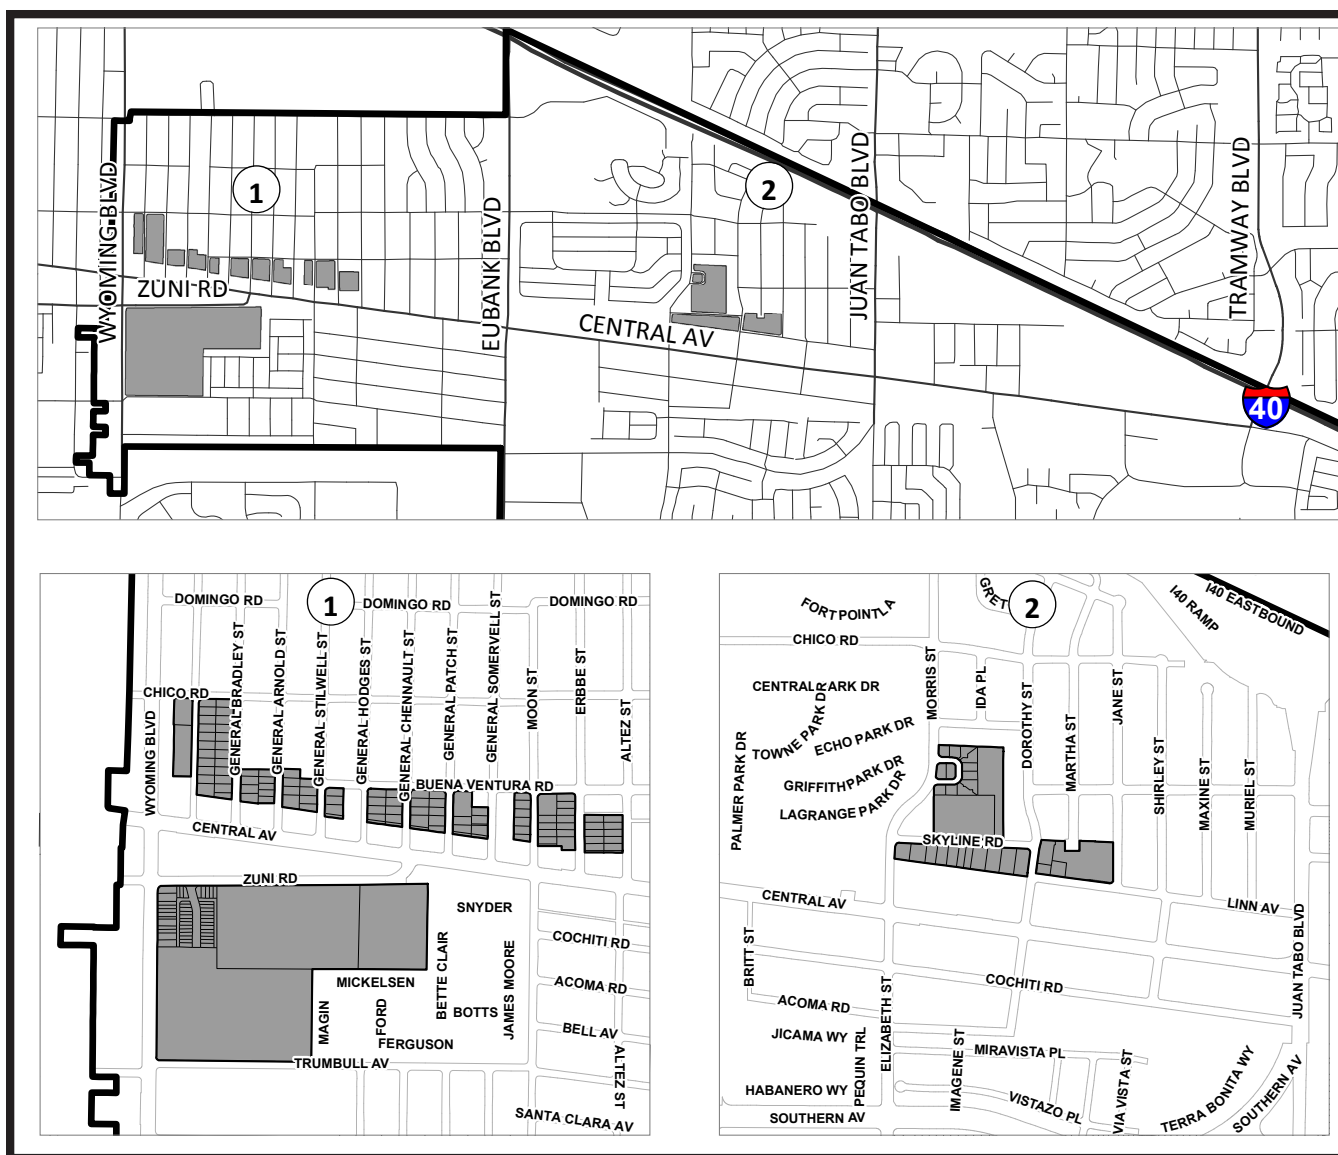 1
2
WYOMING BLVD
ZUNI RD
EUBANK BLVD
CENTRAL AV
JUAN TABO BLVD
TRAMWAY BLVD
40
1
DOMINGO RD
DOMINGO RD
DOMINGO RD
GENERAL BRADLEY ST
GENERAL ARNOLD ST
GENERAL STILWELL ST
GENERAL HODGES ST
GENERAL CHENNAULT ST
GENERAL PATCH ST
GENERAL SOMERVELL ST
MOON ST
ERBBE ST
ALTEZ ST
CHICO RD
WYOMING BLVD
BUENA VENTURA RD
CENTRAL AV
ZUNI RD
SNYDER
COCHITI RD
MICKELSEN
BETTE CLAIR
JAMES MOORE
ACOMA RD
MAGIN
FORD
BOTTS
BELL AV
FERGUSON
TRUMBULL AV
ALTEZ ST
SANTA CLARA AV
2
GRET
FORT POINT LA
I40 RAMP
I40 EASTBOUND
CHICO RD
MORRIS ST
CENTRAL PARK DR
IDA PL
DOROTHY ST
JANE ST
TOWNE PARK DR
ECHO PARK DR
MARTHA ST
PALMER PARK DR
GRIFFITH PARK DR
LAGRANGE PARK DR
SHIRLEY ST
MAXINE ST
MURIEL ST
SKYLINE RD
CENTRAL AV
LINN AV
BRITT ST
JUAN TABO BLVD
COCHITI RD
ACOMA RD
ELIZABETH ST
JICAMA WY
PEQUIN TRL
IMAGENE ST
MIRAVISTA PL
HABANERO WY
VISTAZO PL
VIA VISTA ST
TERRA BONITA WY
SOUTHERN AV
SOUTHERN AV